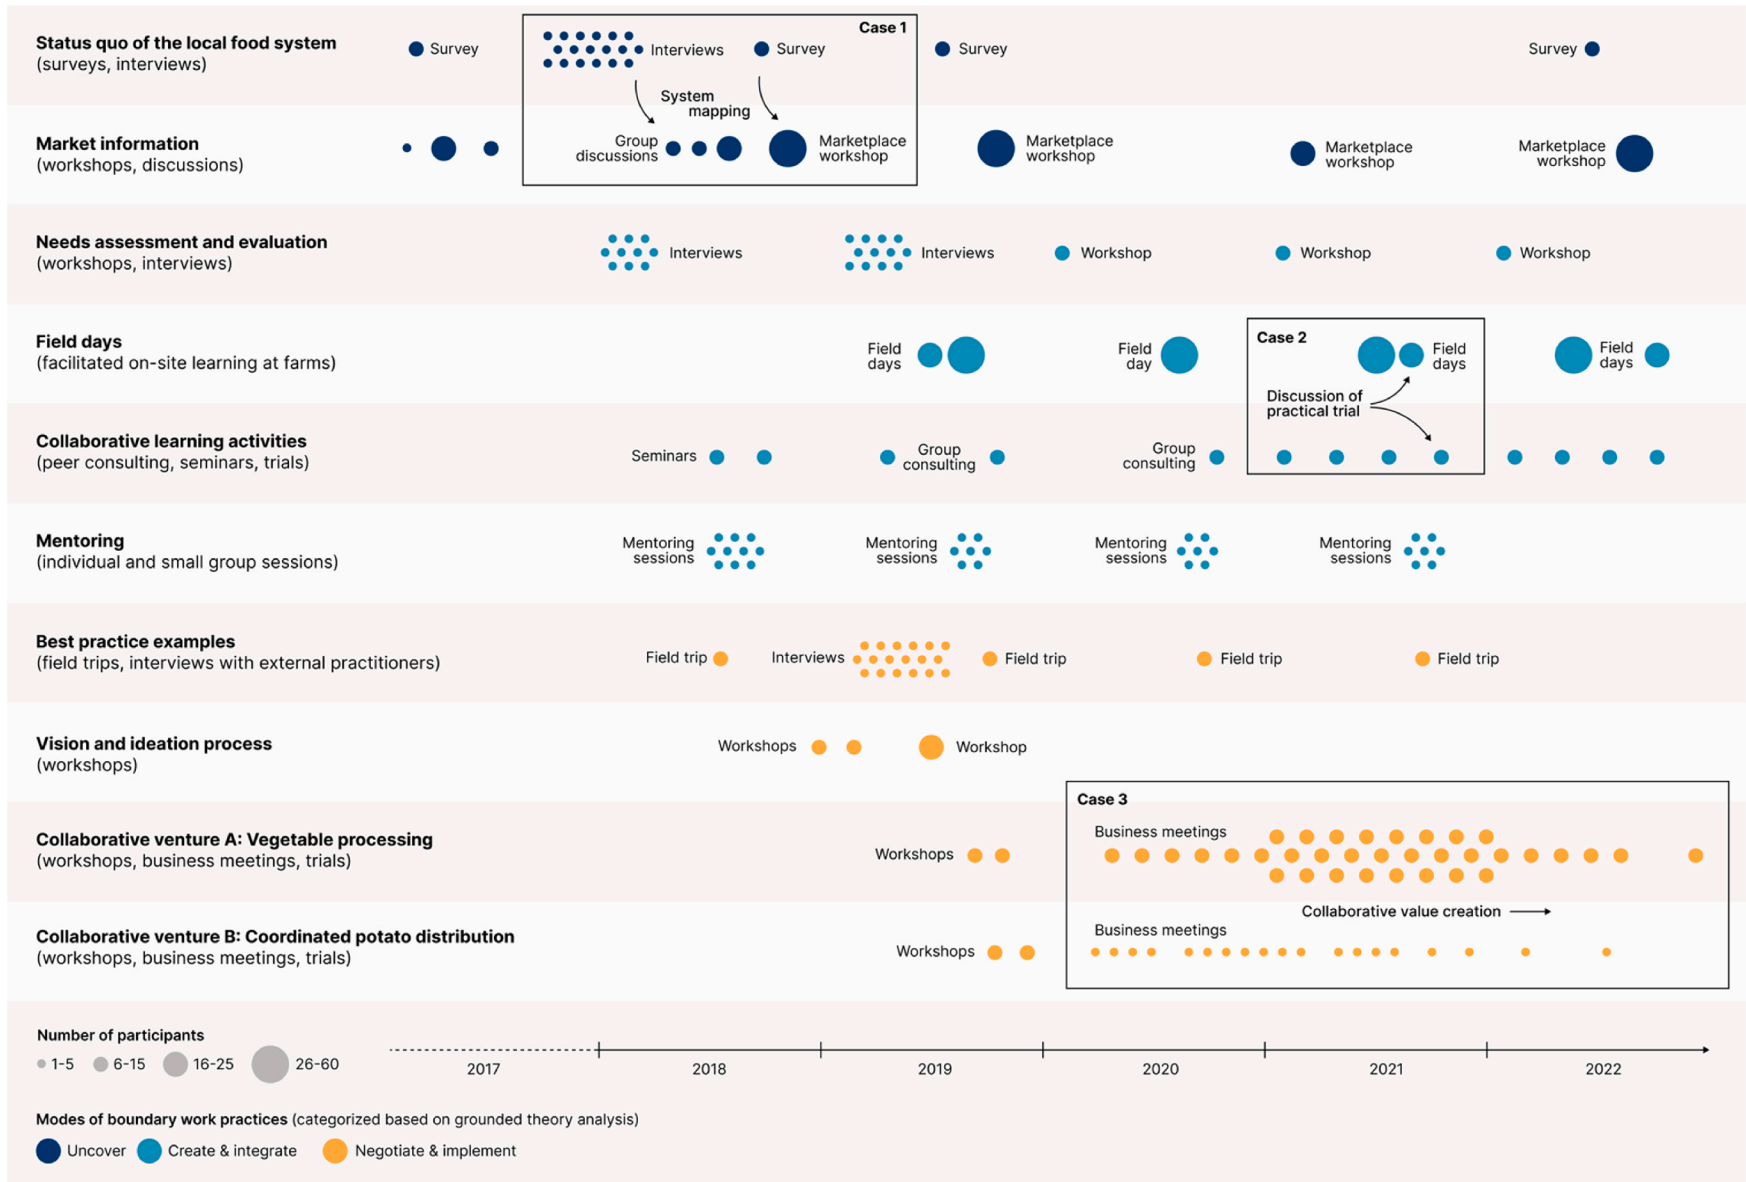 Case 1
Status quo of the local food system
(surveys, interviews)
Survey
Interviews
Survey
Survey
Survey
System
mapping
Market information
(workshops, discussions)
Group
discussions
Marketplace
workshop
Marketplace
workshop
Marketplace
workshop
Marketplace
workshop
Needs assessment and evaluation
(workshops, interviews)
Interviews
Interviews
Workshop
Workshop
Workshop
Field days
(facilitated on-site learning at farms)
Field
days
Field
day
Case 2
Field
days
Field
days
Discussion of
practical trial
Collaborative learning activities
(peer consulting, seminars, trials)
Seminars
Group
consulting
Group
consulting
Mentoring
(individual and small group sessions)
Mentoring
sessions
Mentoring
sessions
Mentoring
sessions
Mentoring
sessions
Best practice examples
(field trips, interviews with external practitioners)
Field trip
Interviews
Field trip
Field trip
Field trip
Vision and ideation process
(workshops)
Workshops
Workshop
Case 3
Collaborative venture A: Vegetable processing
(workshops, business meetings, trials)
Workshops
Business meetings
Collaborative value creation
Collaborative venture B: Coordinated potato distribution
(workshops, business meetings, trials)
Workshops
Business meetings
Number of participants
1-5 6-15 16-25 26-60
2017 2018 2019 2020 2021 2022
Modes of boundary work practices (categorized based on grounded theory analysis)
Uncover Create & integrate Negotiate & implement